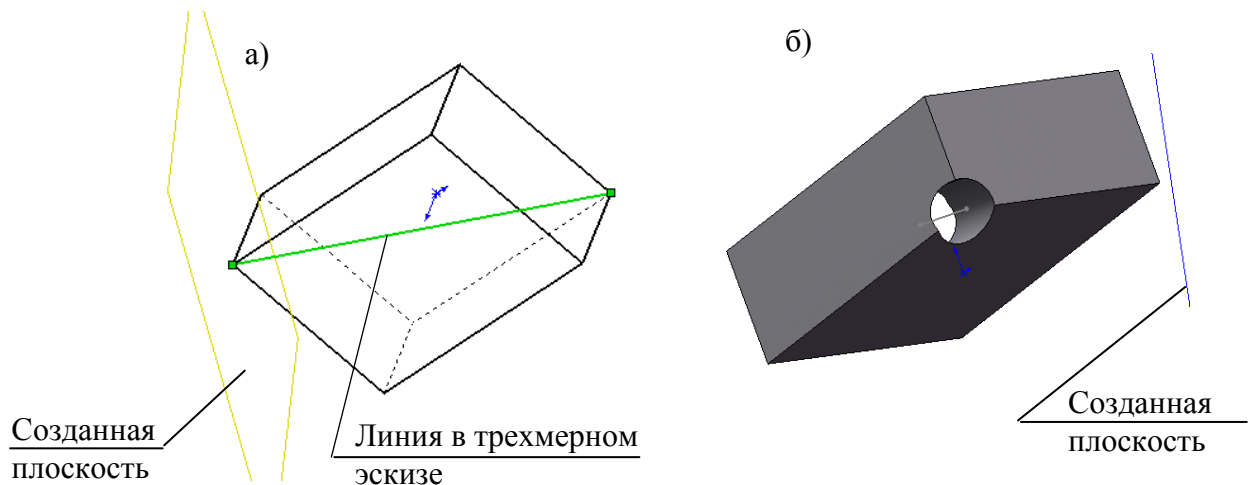 а)
б)
Созданная
плоскость
Линия в трехмерном
эскизе
Созданная
плоскость